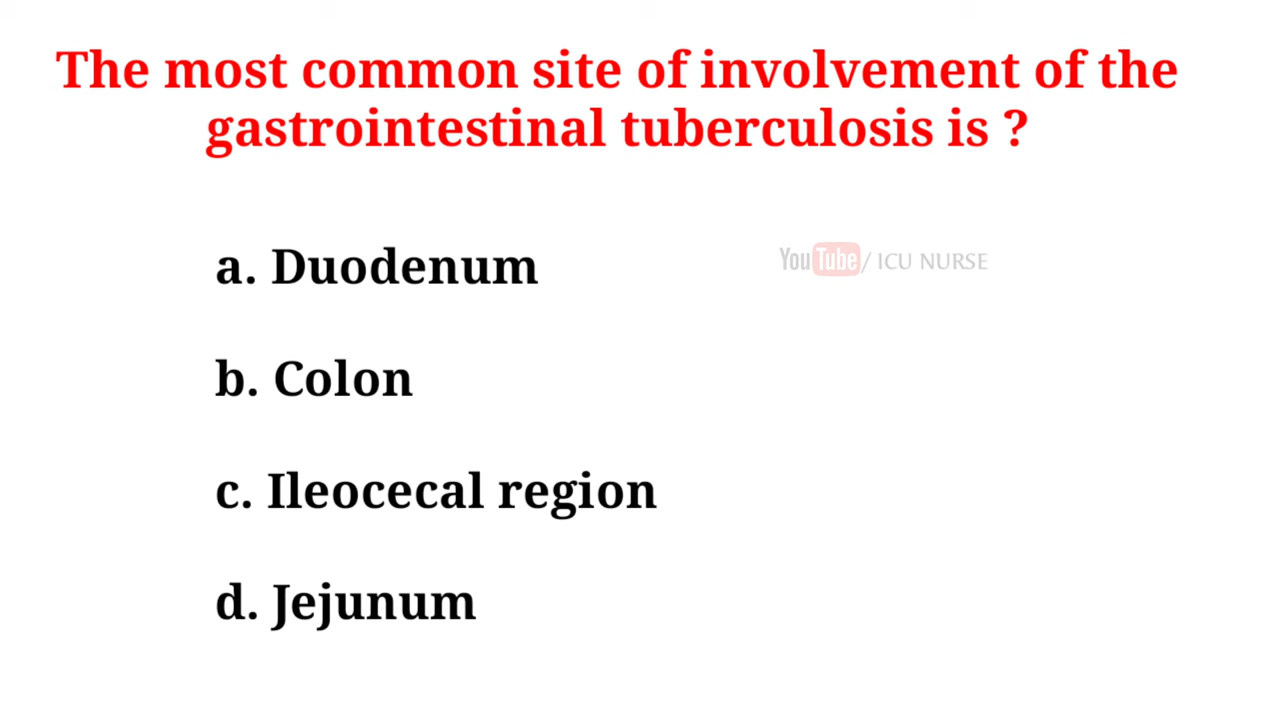 The most common site of involvement of the
gastrointestinal tuberculosis is ?
a. Duodenum
YouTube/ ICU NURSE
b. Colon
c. Ileocecal region
d. Jejunum